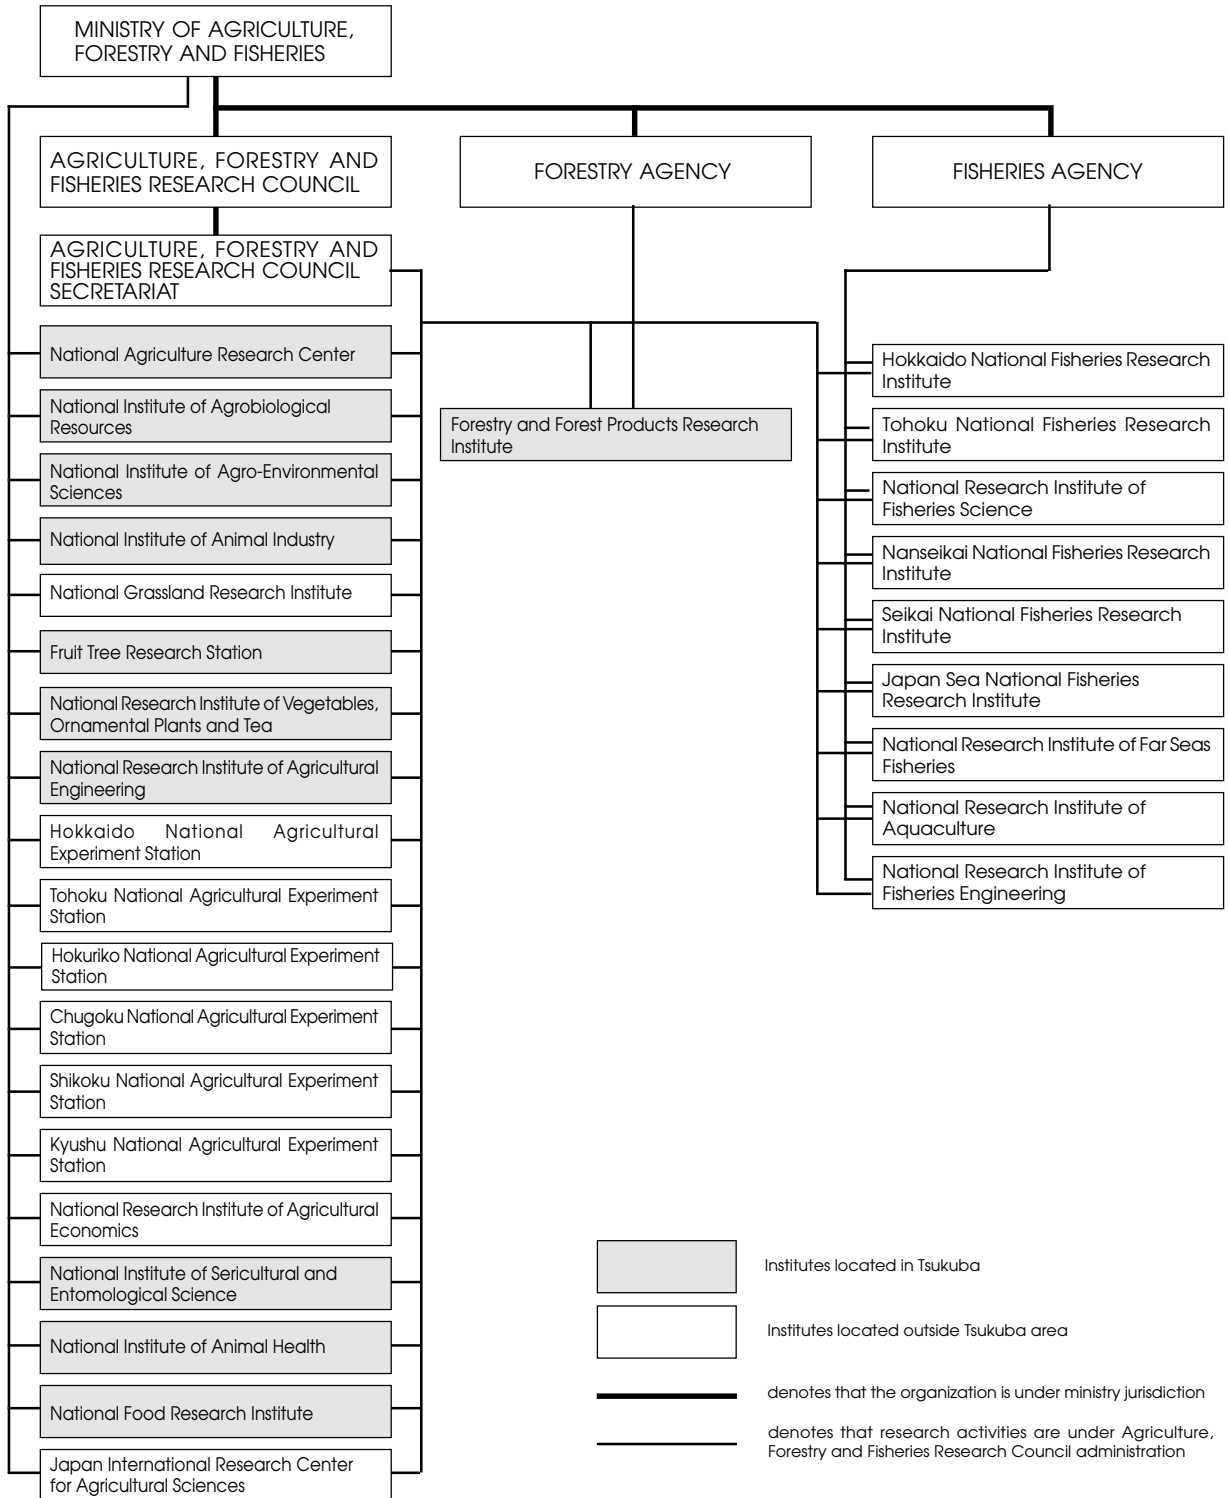 MINISTRY OF AGRICULTURE,
FORESTRY AND FISHERIES
AGRICULTURE, FORESTRY AND
FISHERIES RESEARCH COUNCIL
FORESTRY AGENCY
FISHERIES AGENCY
AGRICULTURE, FORESTRY AND
FISHERIES RESEARCH COUNCIL
SECRETARIAT
National Agriculture Research Center
National Institute of Agrobiological
Resources
National Institute of Agro-Environmental
Sciences
National Institute of Animal Industry
National Grassland Research Institute
Fruit Tree Research Station
National Research Institute of Vegetables,
Ornamental Plants and Tea
National Research Institute of Agricultural
Engineering
Hokkaido National Agricultural
Experiment Station
Tohoku National Agricultural Experiment
Station
Hokuriko National Agricultural Experiment
Station
Chugoku National Agricultural Experiment
Station
Shikoku National Agricultural Experiment
Station
Kyushu National Agricultural Experiment
Station
National Research Institute of Agricultural
Economics
National Institute of Sericultural and
Entomological Science
National Institute of Animal Health
National Food Research Institute
Japan International Research Center
for Agricultural Sciences
Forestry and Forest Products Research
Institute
Hokkaido National Fisheries Research
Institute
Tohoku National Fisheries Research
Institute
National Research Institute of
Fisheries Science
Nanseikai National Fisheries Research
Institute
Seikai National Fisheries Research
Institute
Japan Sea National Fisheries
Research Institute
National Research Institute of Far Seas
Fisheries
National Research Institute of
Aquaculture
National Research Institute of
Fisheries Engineering
Institutes located in Tsukuba
Institutes located outside Tsukuba area
denotes that the organization is under ministry jurisdiction
denotes that research activities are under Agriculture,
Forestry and Fisheries Research Council administration